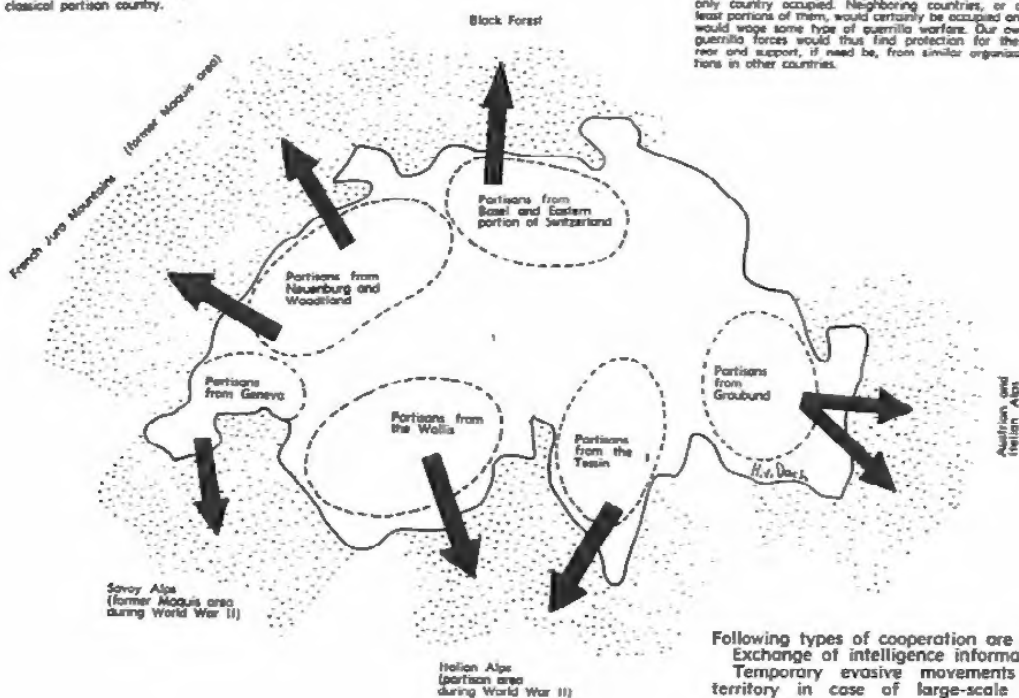 classical partisan country.
only country occupied. Neighboring countries, or a
least portions of them, would certainly be occupied an
would wage some type of guerrilla warfare. Our ow
guerrilla forces would thus find protection for the
rear and support, if need be, from similar organiza
tions in other countries.
Black Forest
French Jura Mountains (former Maquis area)
Partisans from
Basel and Eastern
portion of Switzerland
Partisans from
Neuenburg and
Waadtland
Partisans
from Geneva
Partisans from
the Wallis
Partisans
from the
Tessin
Partisans
from
Graubund
Austrian and
Italian Alps
H.v. Dach
Savoy Alps
(former Maquis area
during World War II)
Italian Alps
(partisan area
during World War II)
Following types of cooperation are
Exchange of intelligence informa
Temporary evasive movements
territory in case of large-scale